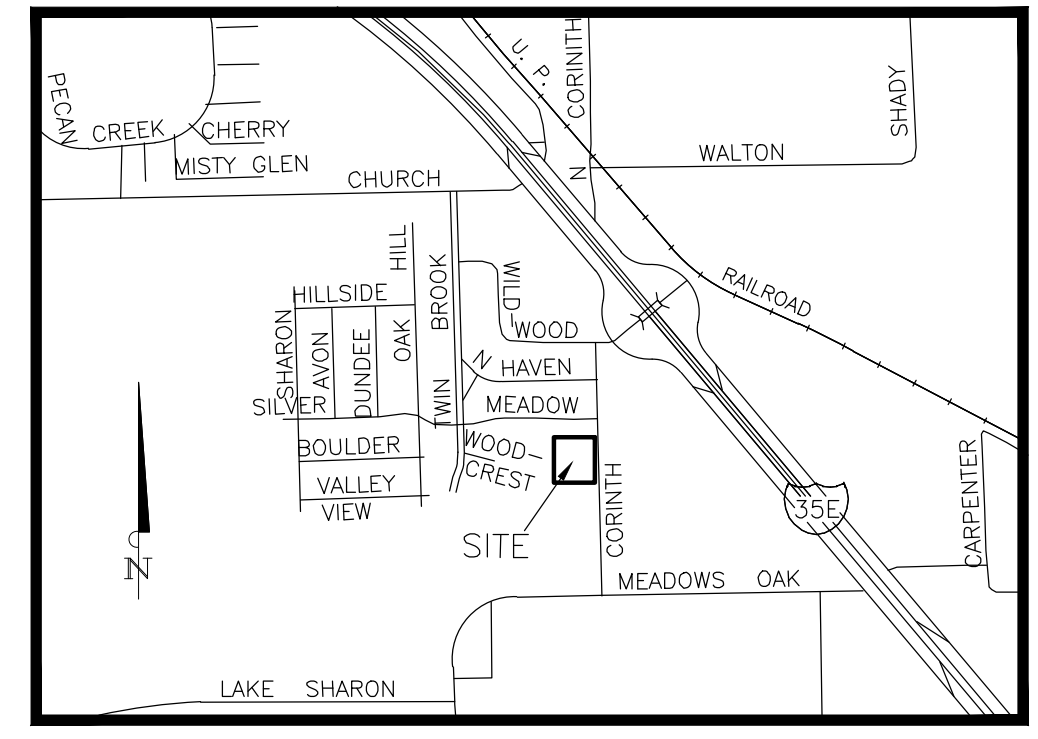 PECAN
CREEK
CHERRY
MISTY GLEN
CHURCH
U. P.
CORINITH
N
WALTON
SHADY
RAILROAD
HILL
BROOK
WILD-
WOOD
HILLSIDE
SHARON
AVON
DUNDEE
OAK
N HAVEN
TWIN
SILVER
MEADOW
BOULDER
WOOD-
CREST
VALLEY
VIEW
SITE
CORINTH
35E
CARPENTER
N
MEADOWS OAK
LAKE SHARON